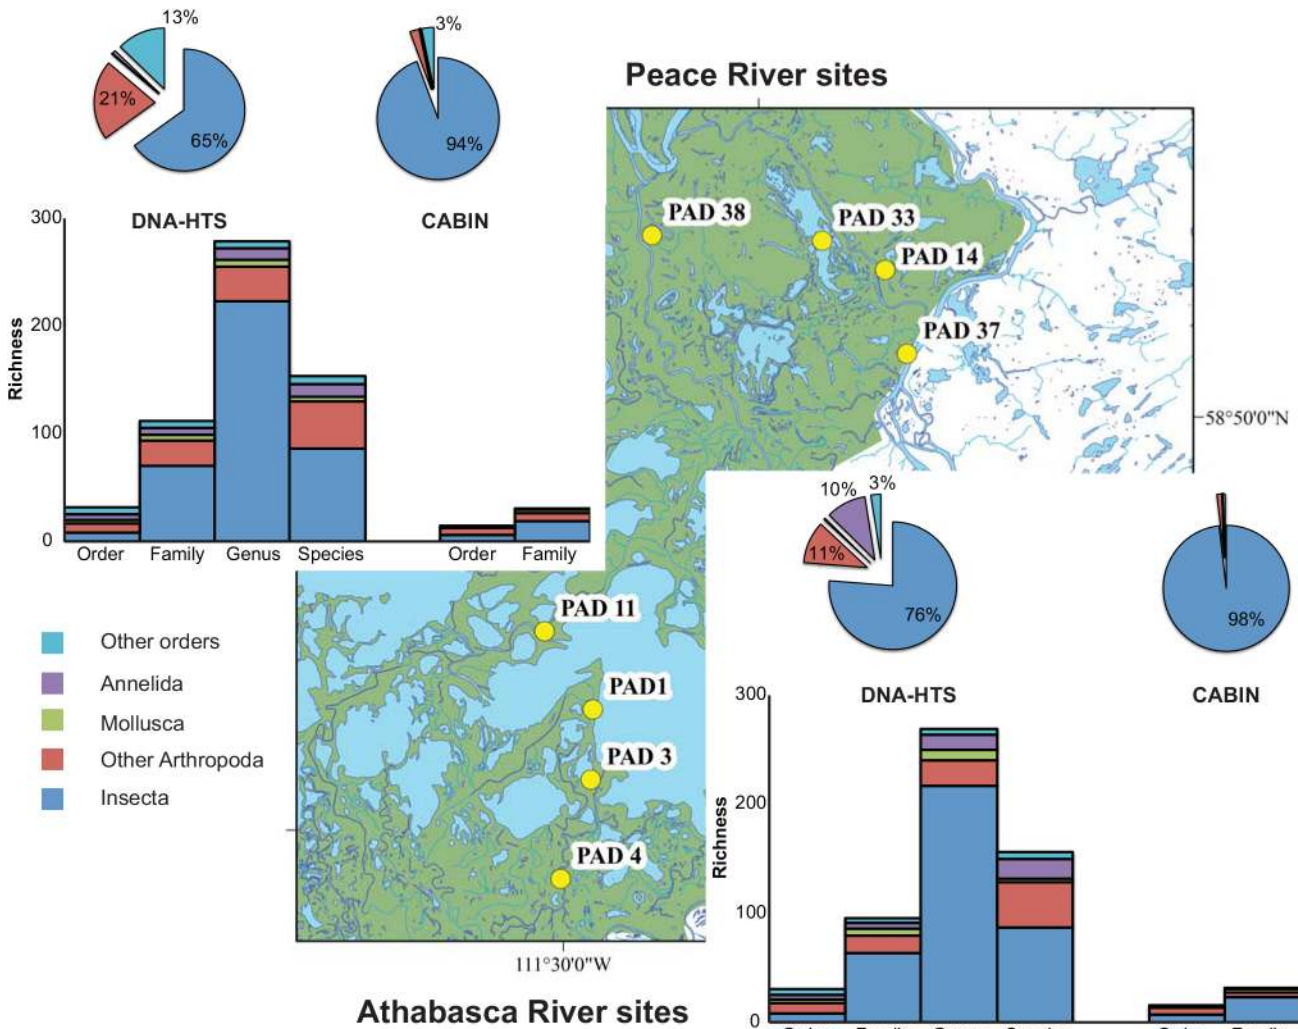 13%
3%
21%
65%
94%
Peace River sites
DNA-HTS
CABIN
300
200
100
0
Richness
Order
Family
Genus
Species
Order
Family
PAD 38
PAD 33
PAD 14
PAD 37
58°50'0"N
PAD 11
PAD1
PAD 3
PAD 4
111°30'0"W
Other orders
Annelida
Mollusca
Other Arthropoda
Insecta
10%
3%
11%
76%
98%
DNA-HTS
CABIN
300
200
100
0
Richness
Athabasca River sites